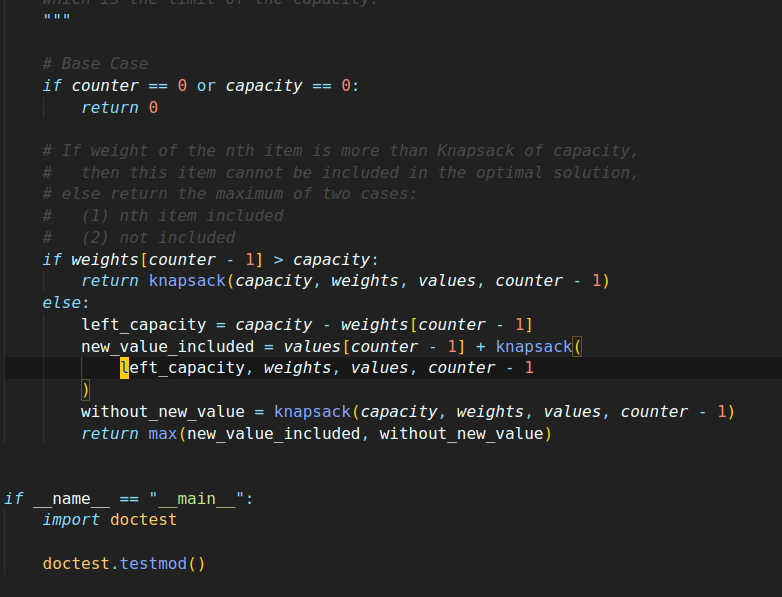 which is the limit of the capacity.
"""

# Base Case
if counter == 0 or capacity == 0:
    return 0

# If weight of the nth item is more than Knapsack of capacity,
#   then this item cannot be included in the optimal solution,
# else return the maximum of two cases:
#   (1) nth item included
#   (2) not included
if weights[counter - 1] > capacity:
    return knapsack(capacity, weights, values, counter - 1)
else:
    left_capacity = capacity - weights[counter - 1]
    new_value_included = values[counter - 1] + knapsack(
        left_capacity, weights, values, counter - 1
    )
    without_new_value = knapsack(capacity, weights, values, counter - 1)
    return max(new_value_included, without_new_value)

if __name__ == "__main__":
    import doctest

    doctest.testmod()